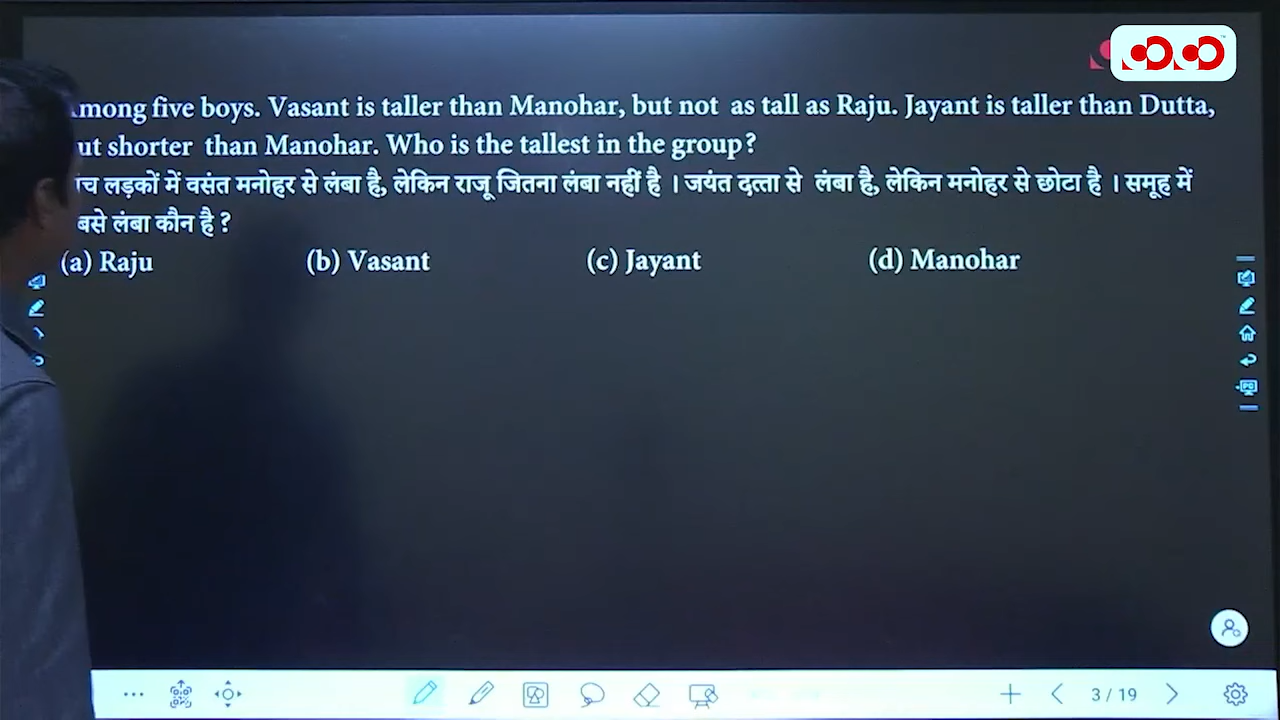 mong five boys. Vasant is taller than Manohar, but not as tall as Raju. Jayant is taller than Dutta,
ut shorter than Manohar. Who is the tallest in the group?
च लड़कों में वसंत मनोहर से लंबा है, लेकिन राजू जितना लंबा नहीं है । जयंत दत्ता से लंबा है, लेकिन मनोहर से छोटा है । समूह में
बसे लंबा कौन है ?
(a) Raju (b) Vasant (c) Jayant (d) Manohar
3 / 19